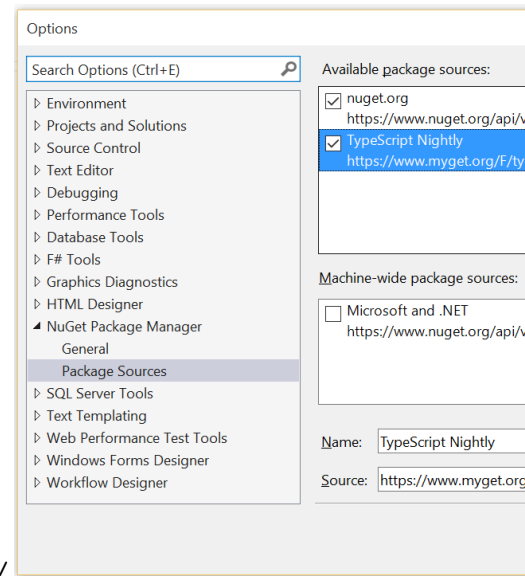 Options
Search Options (Ctrl+E)
Environment
Projects and Solutions
Source Control
Text Editor
Debugging
Performance Tools
Database Tools
F# Tools
Graphics Diagnostics
HTML Designer
NuGet Package Manager
General
Package Sources
SQL Server Tools
Text Templating
Web Performance Test Tools
Windows Forms Designer
Workflow Designer
Available package sources:
nuget.org
https://www.nuget.org/api/v
TypeScript Nightly
https://www.myget.org/F/ty
Machine-wide package sources:
Microsoft and .NET
https://www.nuget.org/api/v
Name: TypeScript Nightly
Source: https://www.myget.org
/